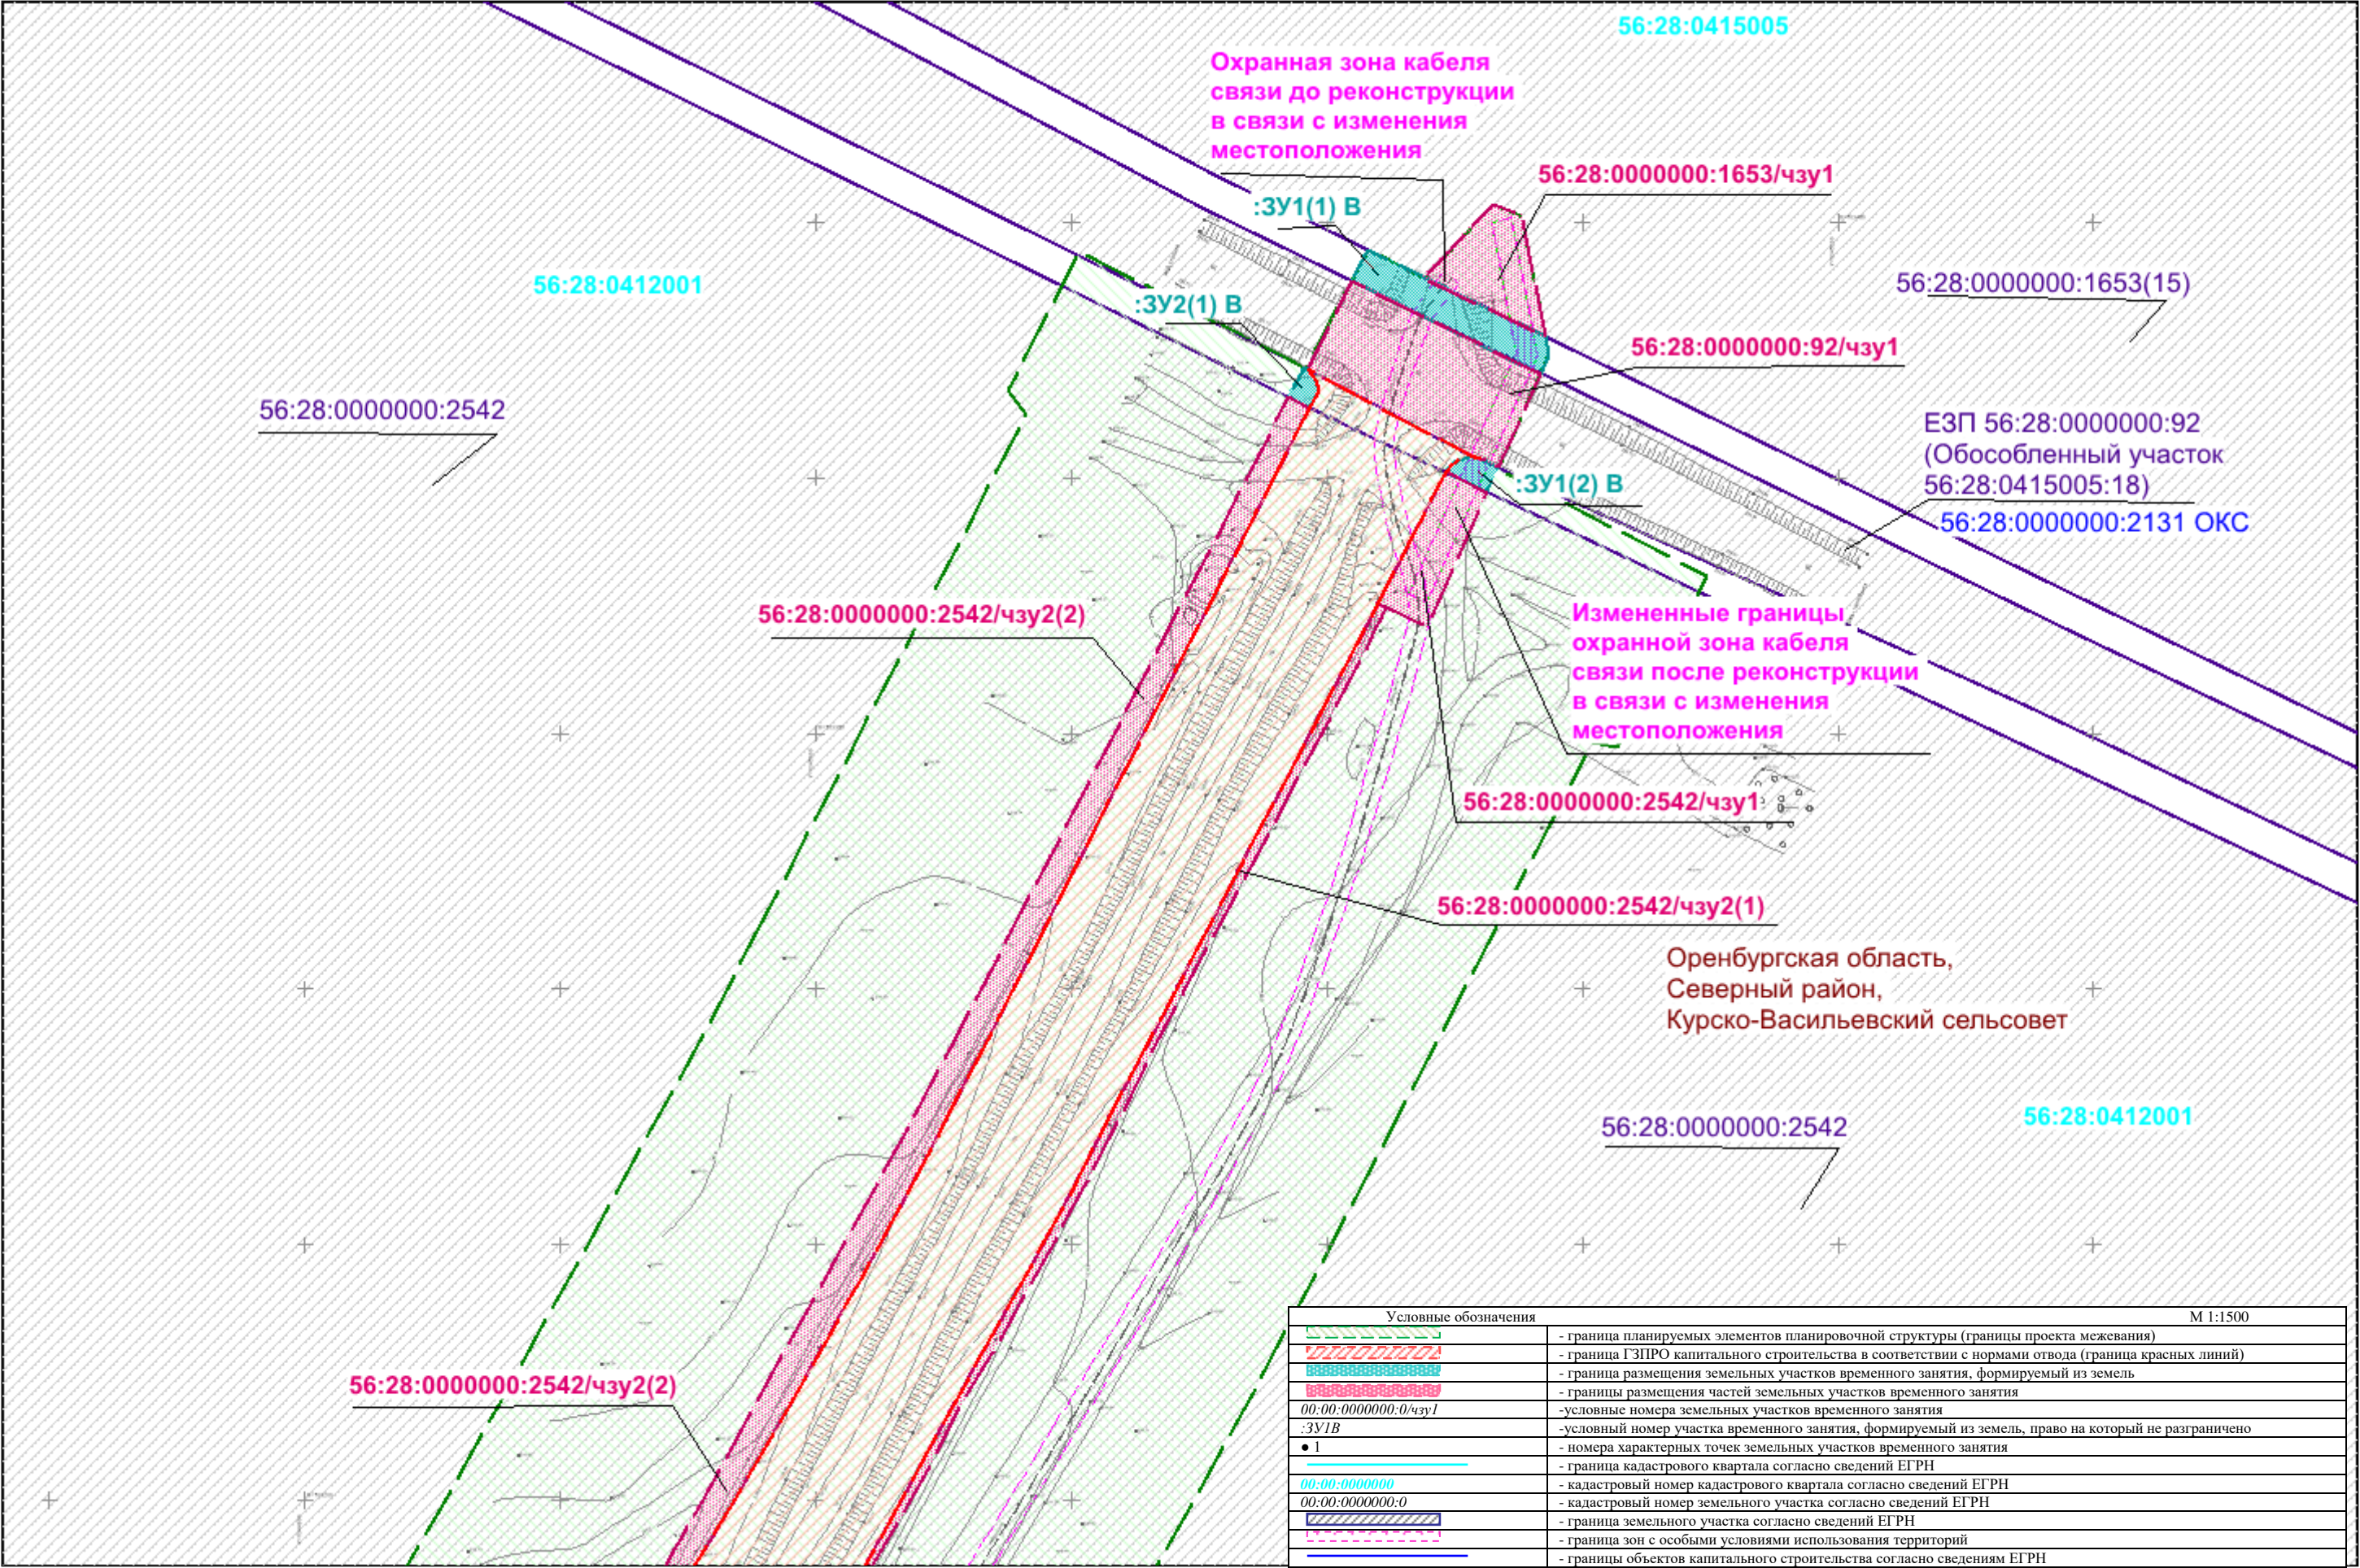 56:28:0415005
Охранная зона кабеля
связи до реконструкции
в связи с изменения
местоположения
56:28:0000000:1653/чзу1
:ЗУ1(1) В
56:28:0412001
:ЗУ2(1) В
56:28:0000000:1653(15)
56:28:0000000:92/чзу1
56:28:0000000:2542
ЕЗП 56:28:0000000:92
(Обособленный участок
56:28:0415005:18)
56:28:0000000:2131 ОКС
:ЗУ1(2) В
56:28:0000000:2542/чзу2(2)
Измененные границы
охранной зона кабеля
связи после реконструкции
в связи с изменения
местоположения
56:28:0000000:2542/чзу1
56:28:0000000:2542/чзу2(1)
Оренбургская область,
Северный район,
Курско-Васильевский сельсовет
56:28:0000000:2542
56:28:0412001
56:28:0000000:2542/чзу2(2)
Условные обозначения М 1:1500
- граница планируемых элементов планировочной структуры (границы проекта межевания)
- граница ГЗПРО капитального строительства в соответствии с нормами отвода (граница красных линий)
- граница размещения земельных участков временного занятия, формируемый из земель
- границы размещения частей земельных участков временного занятия
00:00:0000000:0/чзу1 -условные номера земельных участков временного занятия
:ЗУ1В -условный номер участка временного занятия, формируемый из земель, право на который не разграничено
● 1 - номера характерных точек земельных участков временного занятия
- граница кадастрового квартала согласно сведений ЕГРН
00:00:0000000 - кадастровый номер кадастрового квартала согласно сведений ЕГРН
00:00:0000000:0 - кадастровый номер земельного участка согласно сведений ЕГРН
- граница земельного участка согласно сведений ЕГРН
- граница зон с особыми условиями использования территорий
- границы объектов капитального строительства согласно сведениям ЕГРН